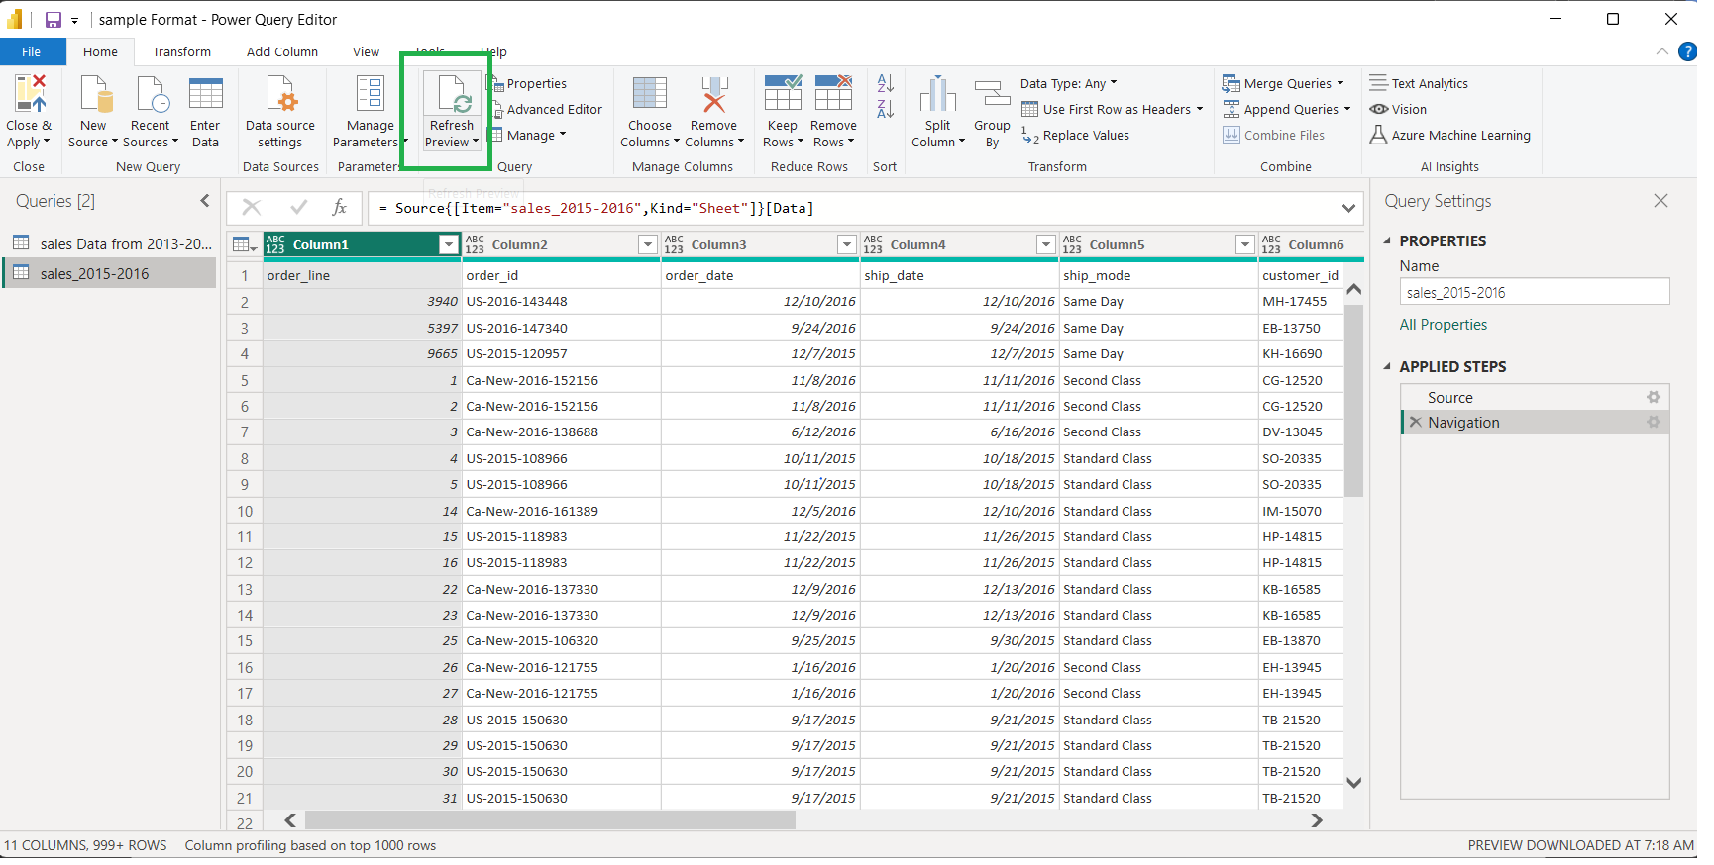 sample Format - Power Query Editor
File Home Transform Add Column View Tools Help
Close & Apply
Close
New Source
Recent Sources
Enter Data
New Query
Data source settings
Data Sources
Manage Parameters
Parameters
Refresh Preview
Properties
Advanced Editor
Manage
Query
Choose Columns
Remove Columns
Manage Columns
Keep Rows
Remove Rows
Reduce Rows
Sort
Split Column
Group By
Data Type: Any
Use First Row as Headers
Replace Values
Transform
Merge Queries
Append Queries
Combine Files
Combine
Text Analytics
Vision
Azure Machine Learning
AI Insights
Refresh Preview
Queries [2]
sales Data from 2013-20...
sales_2015-2016
= Source{[Item="sales_2015-2016",Kind="Sheet"]}[Data]
ABC 123 Column1 ABC 123 Column2 ABC 123 Column3 ABC 123 Column4 ABC 123 Column5 ABC 123 Column6
1 order_line order_id order_date ship_date ship_mode customer_id
2 3940 US-2016-143448 12/10/2016 12/10/2016 Same Day MH-17455
3 5397 US-2016-147340 9/24/2016 9/24/2016 Same Day EB-13750
4 9665 US-2015-120957 12/7/2015 12/7/2015 Same Day KH-16690
5 1 Ca-New-2016-152156 11/8/2016 11/11/2016 Second Class CG-12520
6 2 Ca-New-2016-152156 11/8/2016 11/11/2016 Second Class CG-12520
7 3 Ca-New-2016-138688 6/12/2016 6/16/2016 Second Class DV-13045
8 4 US-2015-108966 10/11/2015 10/18/2015 Standard Class SO-20335
9 5 US-2015-108966 10/11/2015 10/18/2015 Standard Class SO-20335
10 14 Ca-New-2016-161389 12/5/2016 12/10/2016 Standard Class IM-15070
11 15 US-2015-118983 11/22/2015 11/26/2015 Standard Class HP-14815
12 16 US-2015-118983 11/22/2015 11/26/2015 Standard Class HP-14815
13 22 Ca-New-2016-137330 12/9/2016 12/13/2016 Standard Class KB-16585
14 23 Ca-New-2016-137330 12/9/2016 12/13/2016 Standard Class KB-16585
15 25 Ca-New-2015-106320 9/25/2015 9/30/2015 Standard Class EB-13870
16 26 Ca-New-2016-121755 1/16/2016 1/20/2016 Second Class EH-13945
17 27 Ca-New-2016-121755 1/16/2016 1/20/2016 Second Class EH-13945
18 28 US-2015-150630 9/17/2015 9/21/2015 Standard Class TB-21520
19 29 US-2015-150630 9/17/2015 9/21/2015 Standard Class TB-21520
20 30 US-2015-150630 9/17/2015 9/21/2015 Standard Class TB-21520
21 31 US-2015-150630 9/17/2015 9/21/2015 Standard Class TB-21520
22
Query Settings
PROPERTIES
Name
sales_2015-2016
All Properties
APPLIED STEPS
Source
Navigation
11 COLUMNS, 999+ ROWS Column profiling based on top 1000 rows
PREVIEW DOWNLOADED AT 7:18 AM